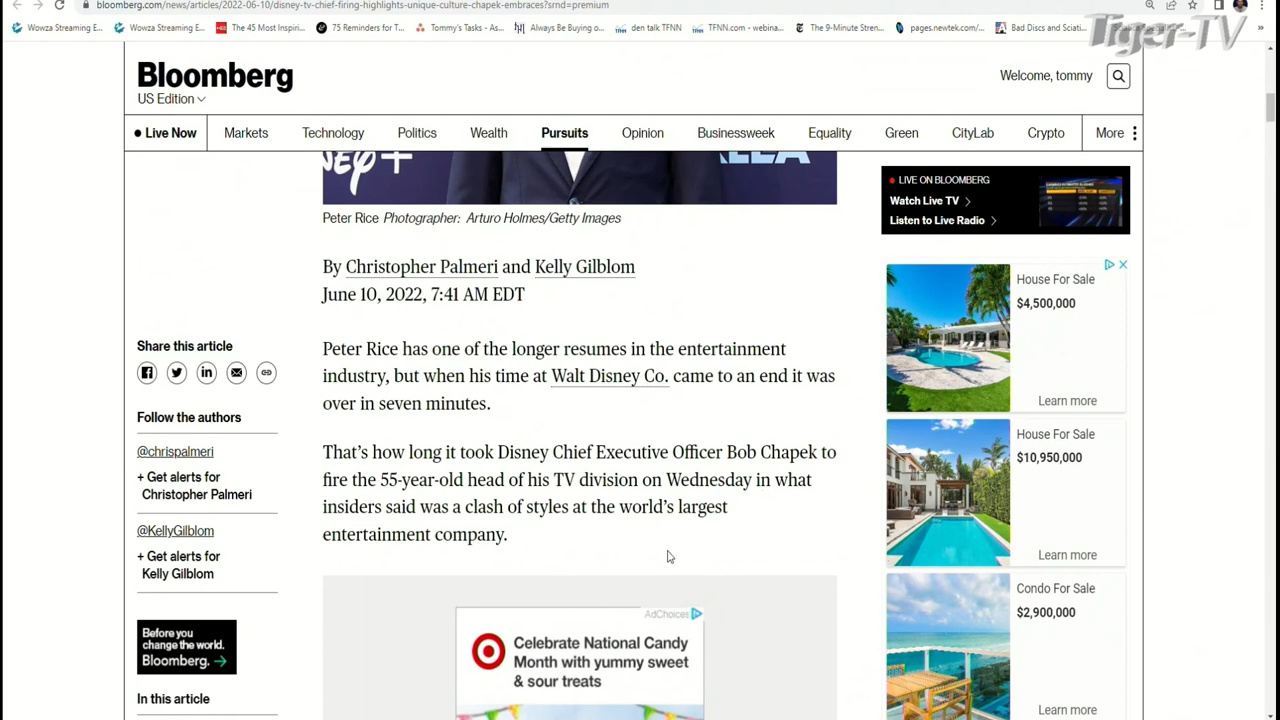 bloomberg.com/news/articles/2022-06-10/disney-tv-chief-firing-highlights-unique-culture-chapek-embraces?srnd=premium
Wowza Streaming E... Wowza Streaming E... The 45 Most Inspiri... 75 Reminders for T... Tommy's Tasks - As... Always Be Buying o... den talk TFNN TFNN.com - webina... The 9-Minute Stren... pages.newtek.com/... Bad Discs and Sciati...
Tiger-TV
Bloomberg
US Edition
Welcome, tommy
Live Now Markets Technology Politics Wealth Pursuits Opinion Businessweek Equality Green CityLab Crypto More
Peter Rice Photographer: Arturo Holmes/Getty Images
By Christopher Palmeri and Kelly Gilblom
June 10, 2022, 7:41 AM EDT
Peter Rice has one of the longer resumes in the entertainment
industry, but when his time at Walt Disney Co. came to an end it was
over in seven minutes.
That's how long it took Disney Chief Executive Officer Bob Chapek to
fire the 55-year-old head of his TV division on Wednesday in what
insiders said was a clash of styles at the world's largest
entertainment company.
Share this article
Follow the authors
@chrispalmeri
+ Get alerts for
Christopher Palmeri
@KellyGilblom
+ Get alerts for
Kelly Gilblom
Before you
change the world.
Bloomberg.
In this article
AdChoices
Celebrate National Candy
Month with yummy sweet
& sour treats
LIVE ON BLOOMBERG
Watch Live TV
Listen to Live Radio
House For Sale
$4,500,000
Learn more
House For Sale
$10,950,000
Learn more
Condo For Sale
$2,900,000
Learn more